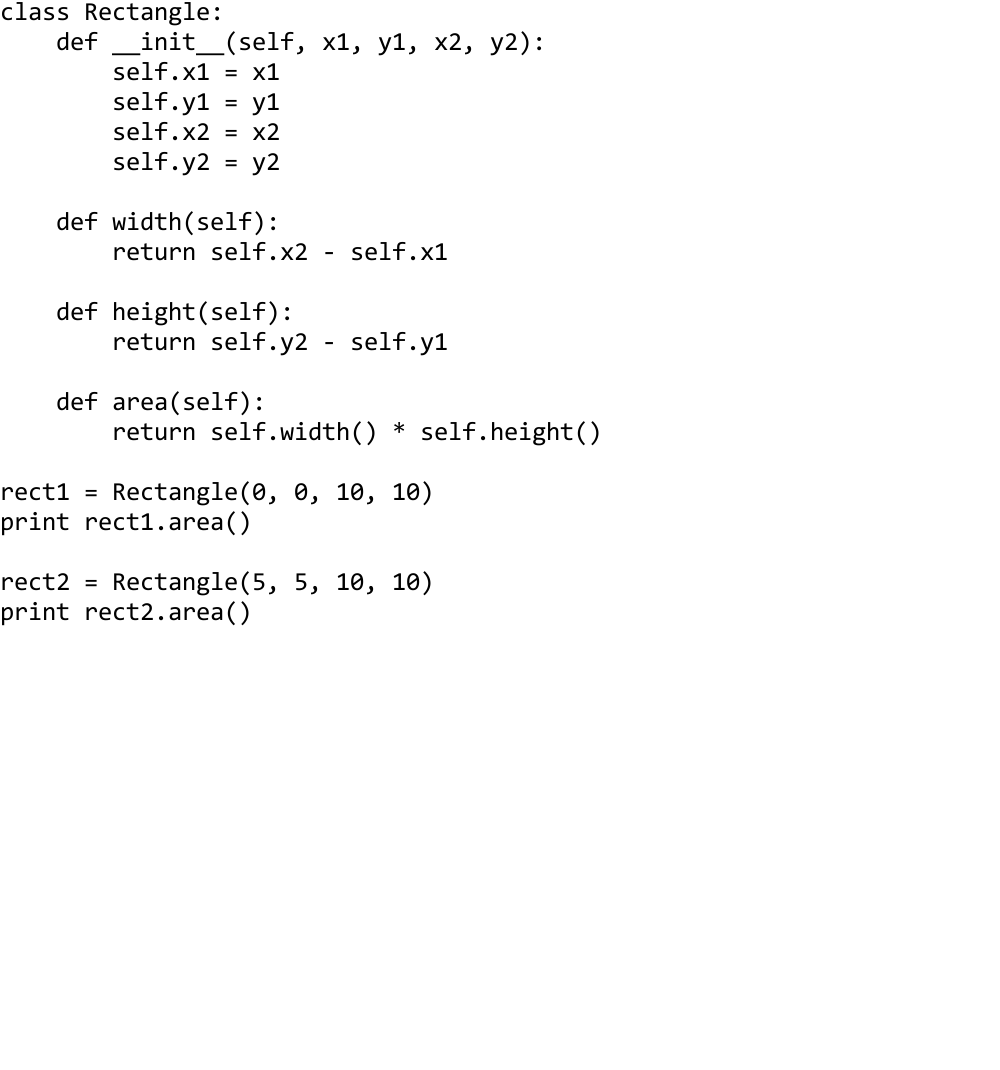 class Rectangle:
    def __init__(self, x1, y1, x2, y2):
        self.x1 = x1
        self.y1 = y1
        self.x2 = x2
        self.y2 = y2

    def width(self):
        return self.x2 - self.x1

    def height(self):
        return self.y2 - self.y1

    def area(self):
        return self.width() * self.height()

rect1 = Rectangle(0, 0, 10, 10)
print rect1.area()

rect2 = Rectangle(5, 5, 10, 10)
print rect2.area()